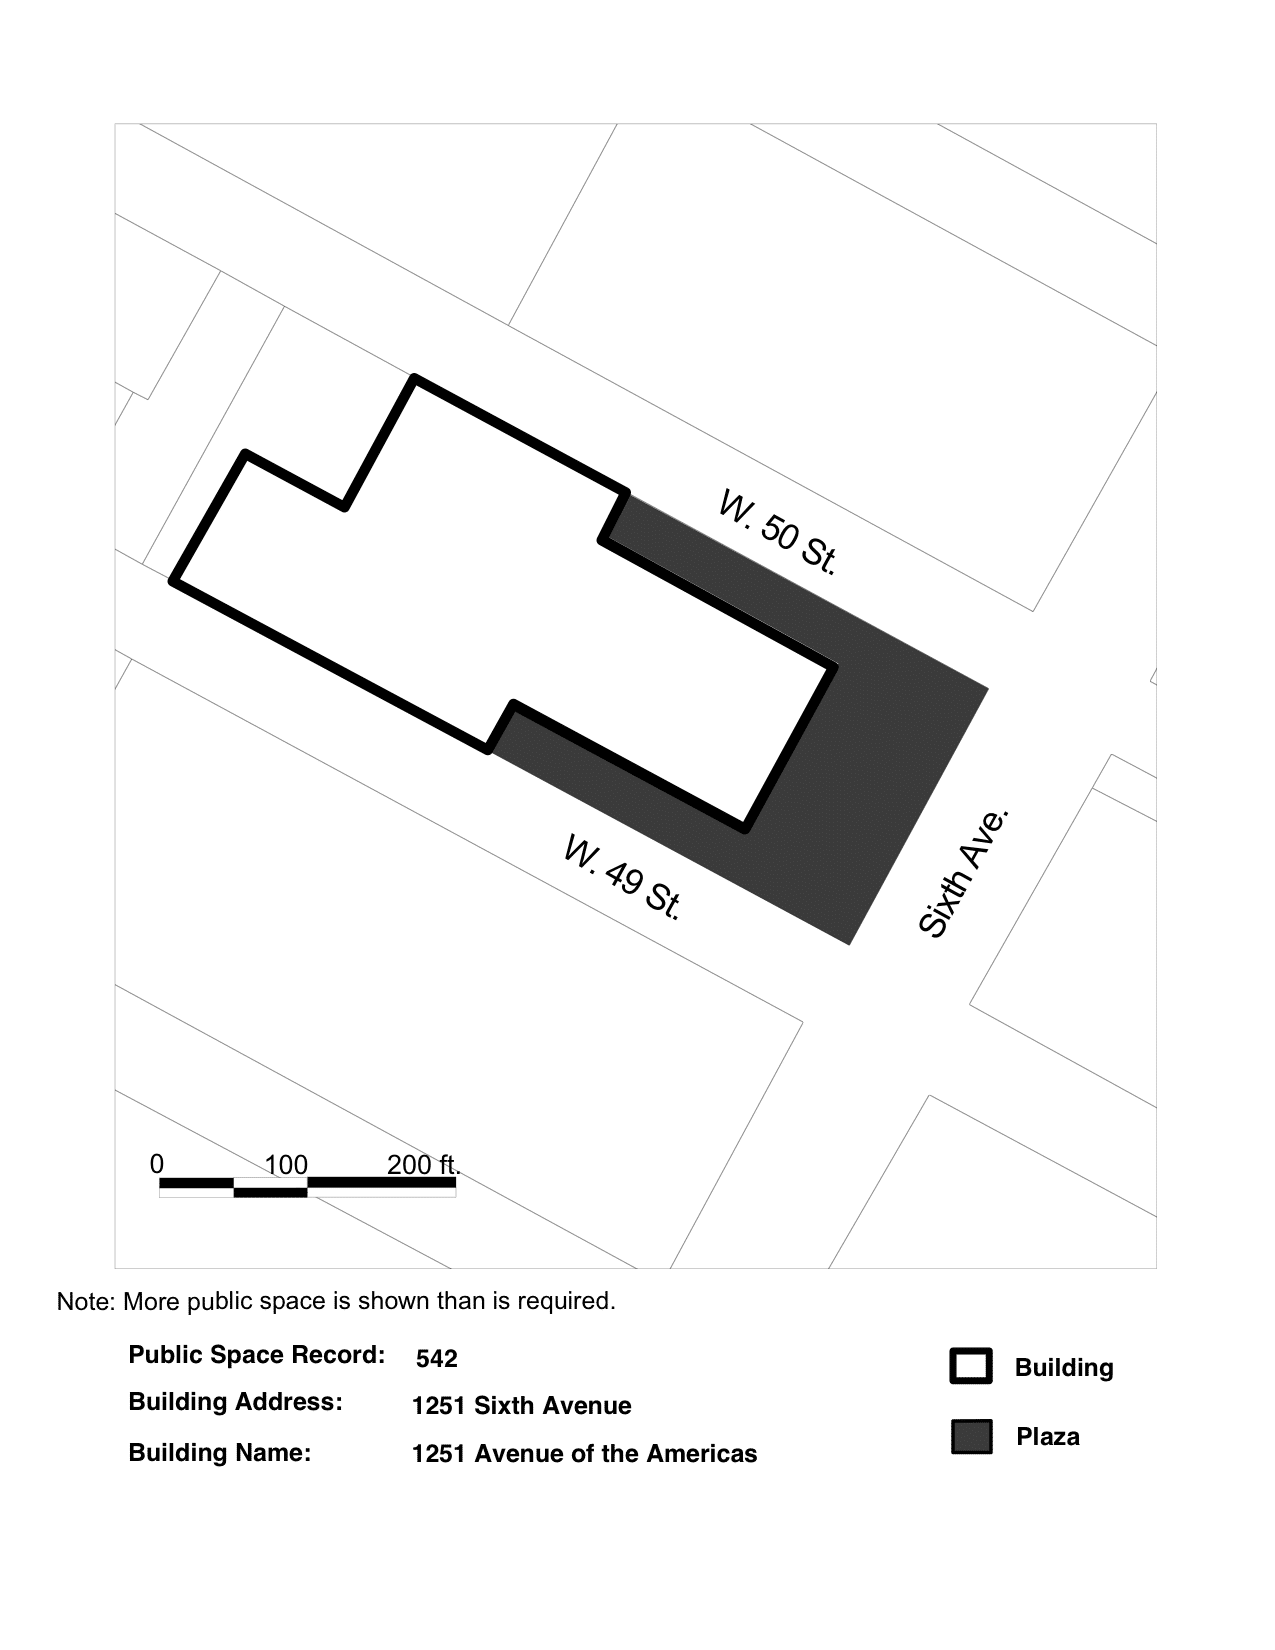 W. 50 St.
Sixth Ave.
W. 49 St.
0 100 200 ft.
Note: More public space is shown than is required.
Public Space Record: 542
Building Address: 1251 Sixth Avenue
Building Name: 1251 Avenue of the Americas
Building
Plaza